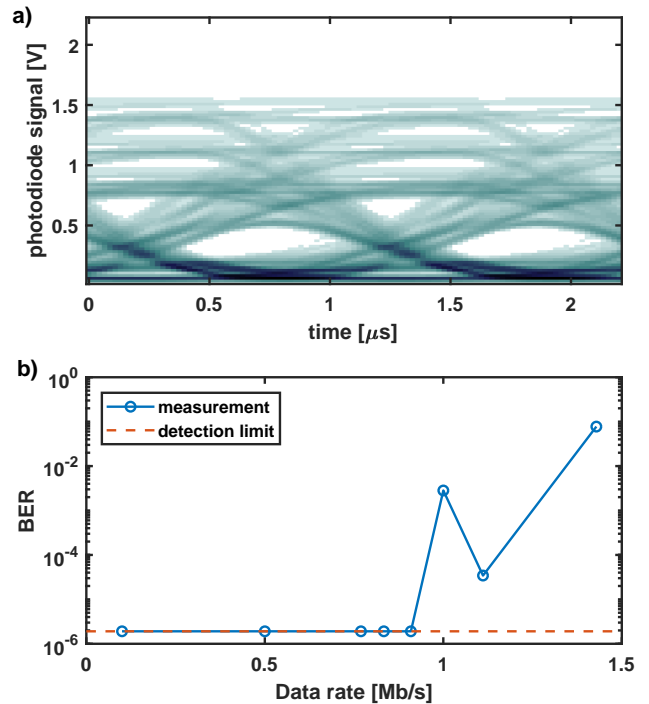 a)
photodiode signal [V]
2
1.5
1
0.5
0 0.5 1 1.5 2
time [μs]
b)
10^0
10^-2
10^-4
10^-6
BER
measurement
detection limit
0 0.5 1 1.5
Data rate [Mb/s]